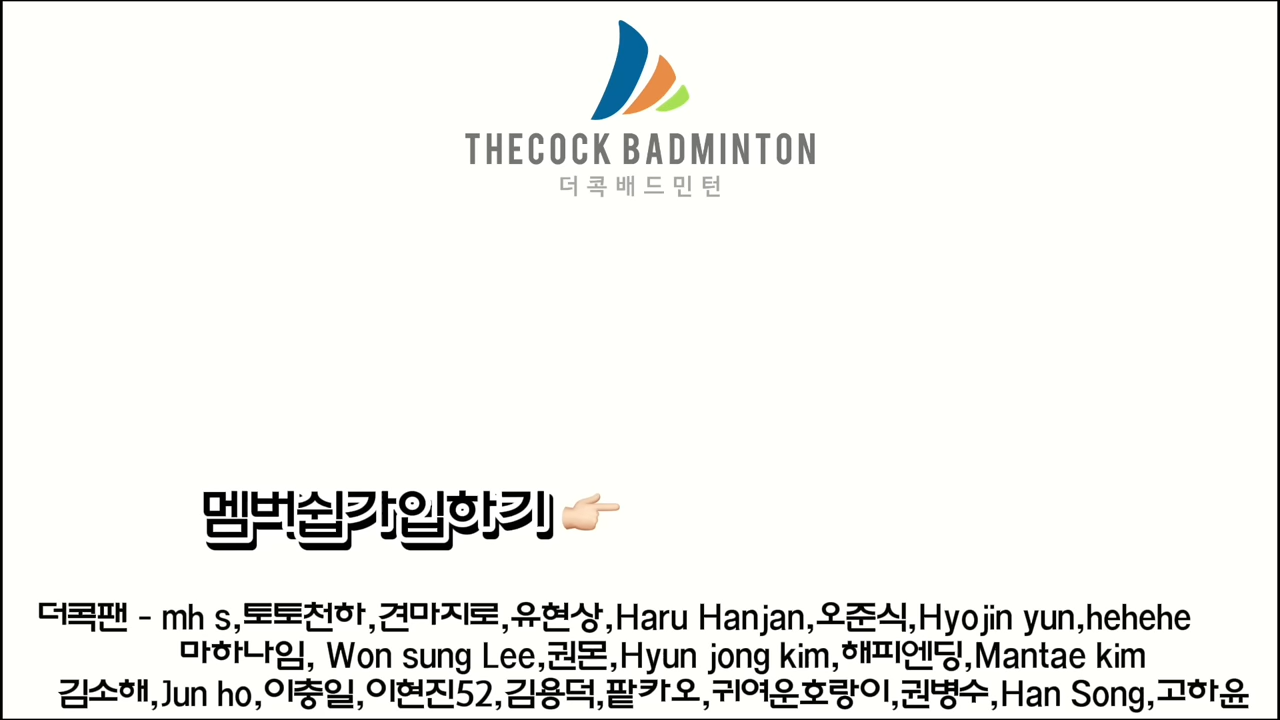 THECOCK BADMINTON
더콕배드민턴
멤버쉽가입하기
더콕팬 - mh s,토토천하,견마지로,유현상,Haru Hanjan,오준식,Hyojin yun,hehehe
마하나임, Won sung Lee,권몬,Hyun jong kim,해피엔딩,Mantae kim
김소해,Jun ho,이충일,이현진52,김용덕,팥카오,귀여운호랑이,권병수,Han Song,고하윤